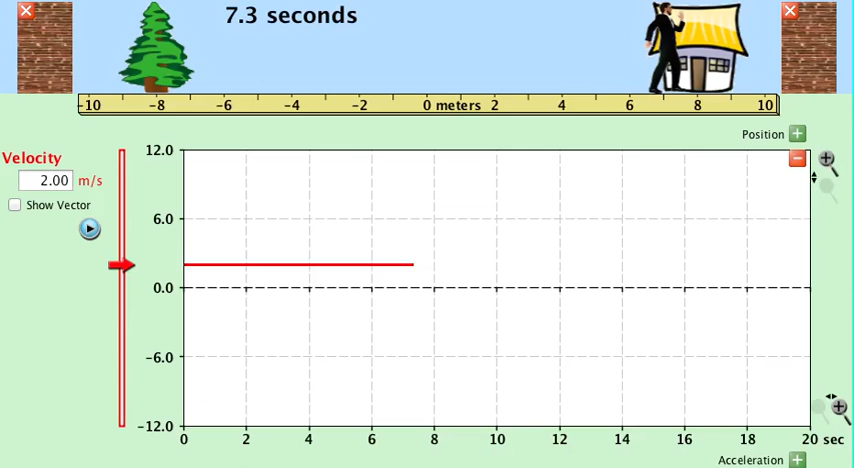 7.3 seconds
-10 -8 -6 -4 -2 0 meters 2 4 6 8 10
Position
Velocity
2.00 m/s
Show Vector
12.0
6.0
0.0
-6.0
-12.0
0 2 4 6 8 10 12 14 16 18 20 sec
Acceleration